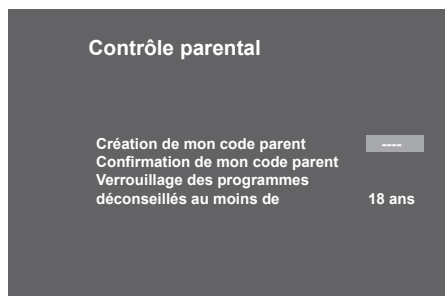 Contrôle parental
Création de mon code parent ----
Confirmation de mon code parent
Verrouillage des programmes
déconseillés au moins de 18 ans